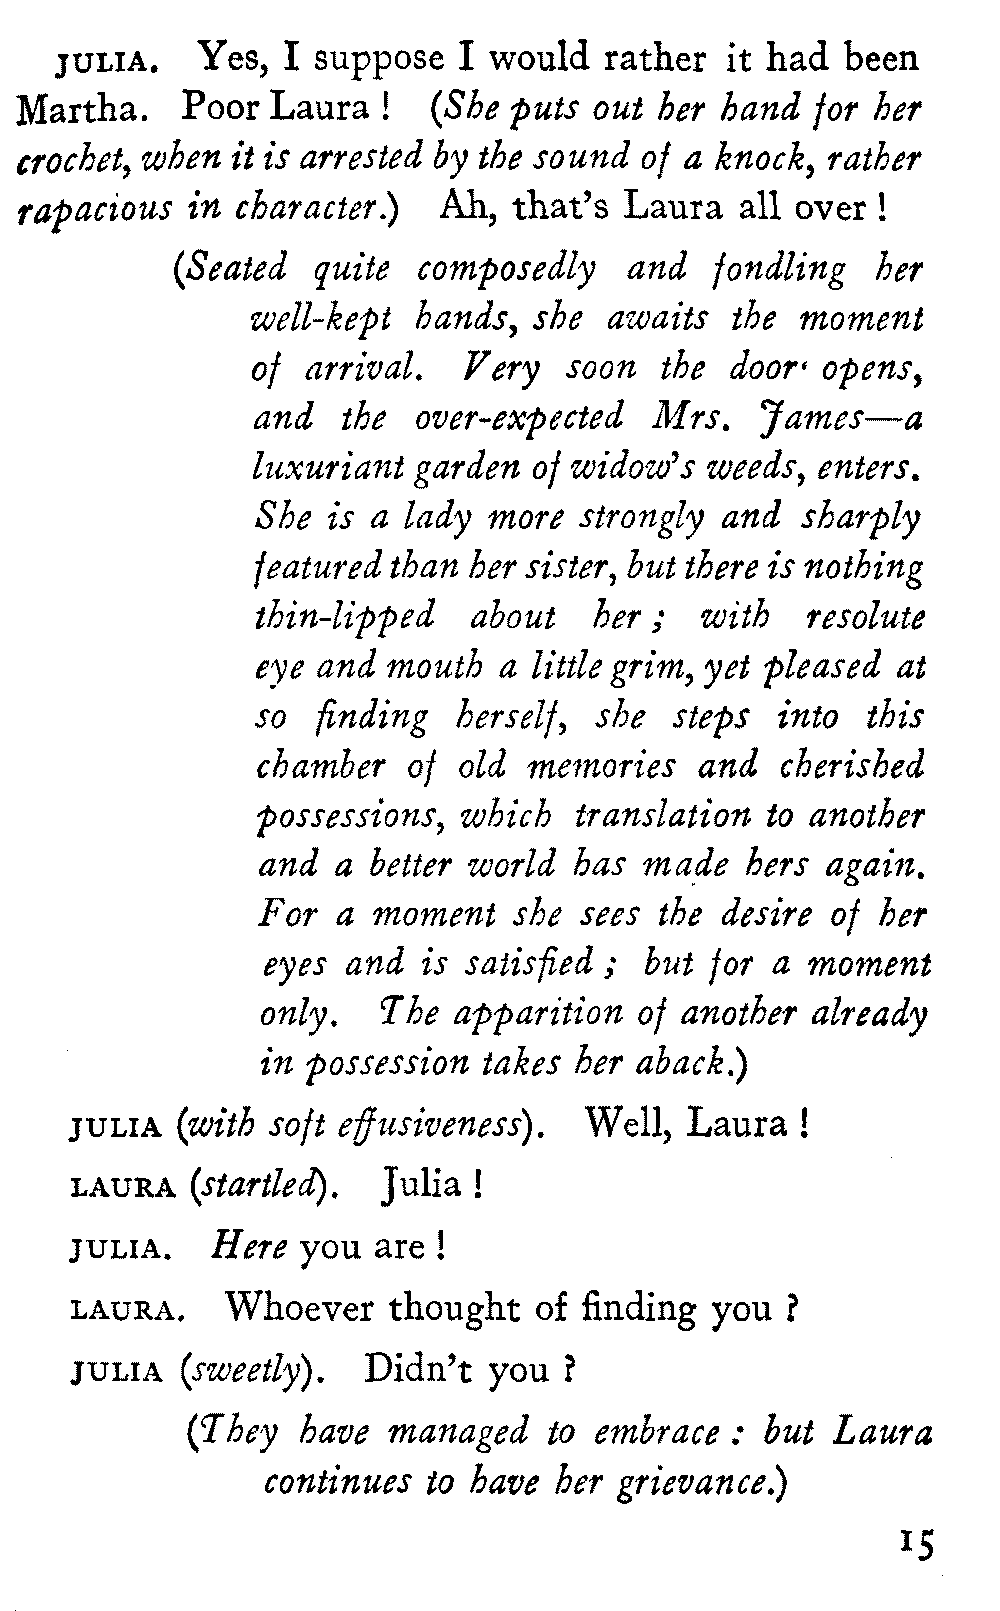 JULIA. Yes, I suppose I would rather it had been
Martha. Poor Laura ! (She puts out her hand for her
crochet, when it is arrested by the sound of a knock, rather
rapacious in character.) Ah, that's Laura all over !
(Seated quite composedly and fondling her
well-kept hands, she awaits the moment
of arrival. Very soon the door opens,
and the over-expected Mrs. James—a
luxuriant garden of widow's weeds, enters.
She is a lady more strongly and sharply
featured than her sister, but there is nothing
thin-lipped about her ; with resolute
eye and mouth a little grim, yet pleased at
so finding herself, she steps into this
chamber of old memories and cherished
possessions, which translation to another
and a better world has made hers again.
For a moment she sees the desire of her
eyes and is satisfied ; but for a moment
only. The apparition of another already
in possession takes her aback.)
JULIA (with soft effusiveness). Well, Laura !
LAURA (startled). Julia !
JULIA. Here you are !
LAURA. Whoever thought of finding you ?
JULIA (sweetly). Didn't you ?
(They have managed to embrace : but Laura
continues to have her grievance.)
15